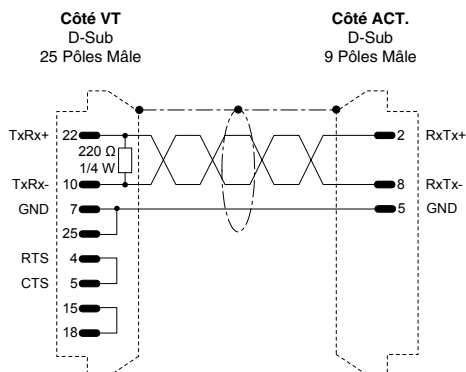 Côté VT
D-Sub
25 Pôles Mâle
Côté ACT.
D-Sub
9 Pôles Mâle
TxRx+ 22
220 Ω
1/4 W
TxRx- 10
GND 7
25
RTS 4
CTS 5
15
18
2 RxTx+
8 RxTx-
5 GND